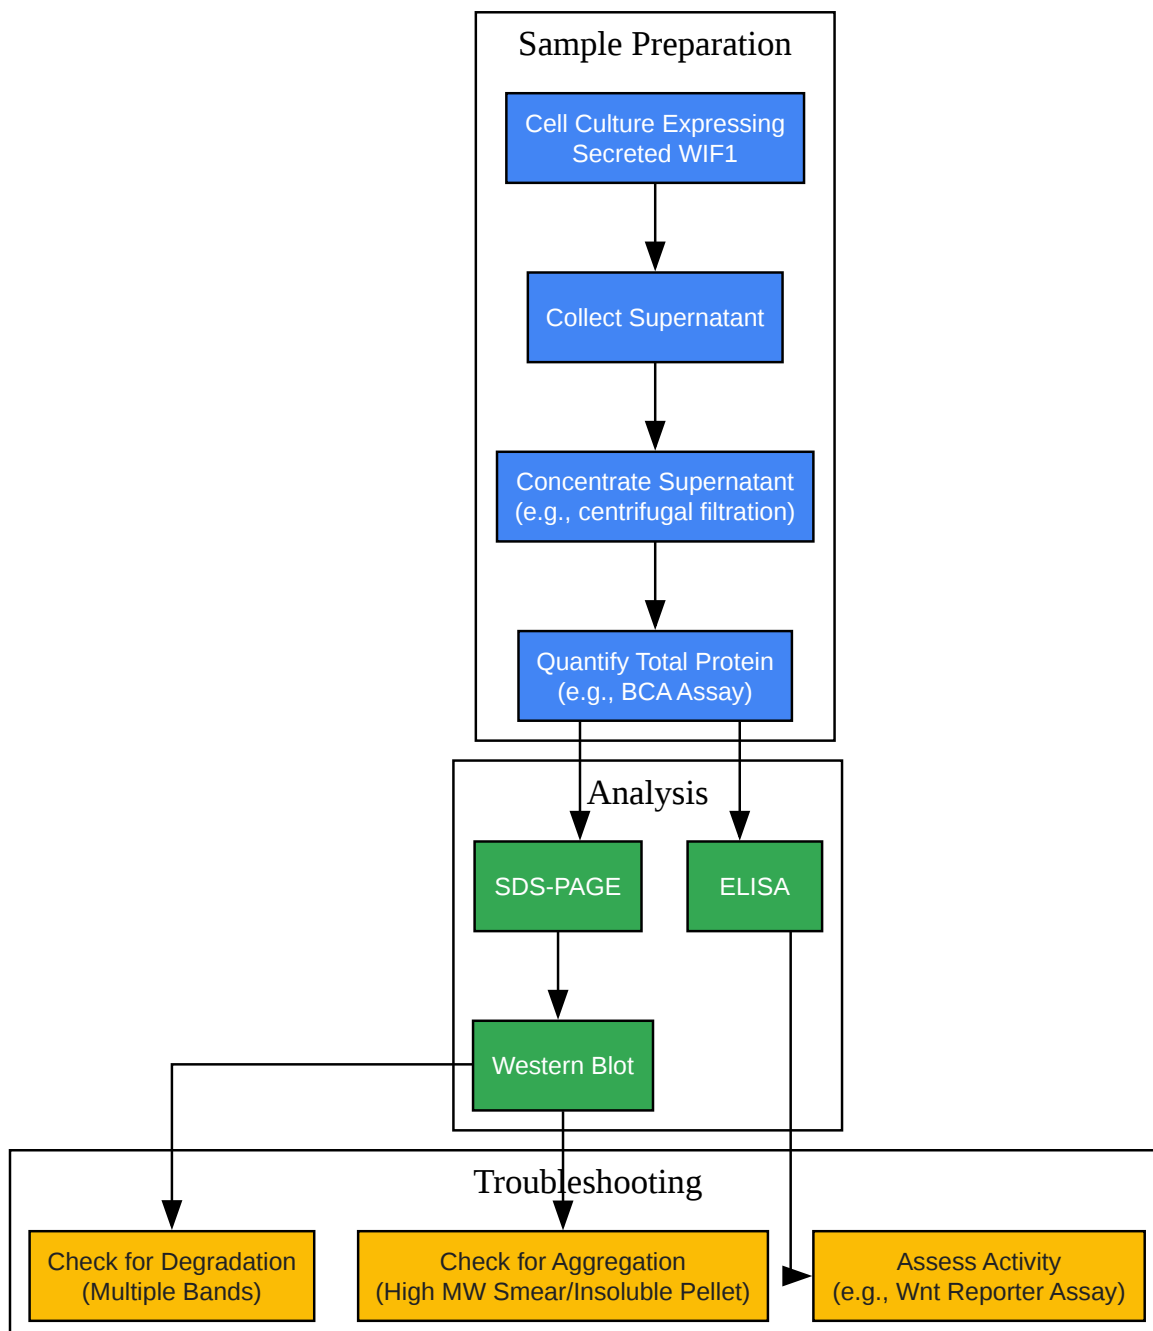 Sample Preparation
Cell Culture Expressing
Secreted WIF1
Collect Supernatant
Concentrate Supernatant
(e.g., centrifugal filtration)
Quantify Total Protein
(e.g., BCA Assay)
Analysis
SDS-PAGE
ELISA
Western Blot
Troubleshooting
Check for Degradation
(Multiple Bands)
Check for Aggregation
(High MW Smear/Insoluble Pellet)
Assess Activity
(e.g., Wnt Reporter Assay)